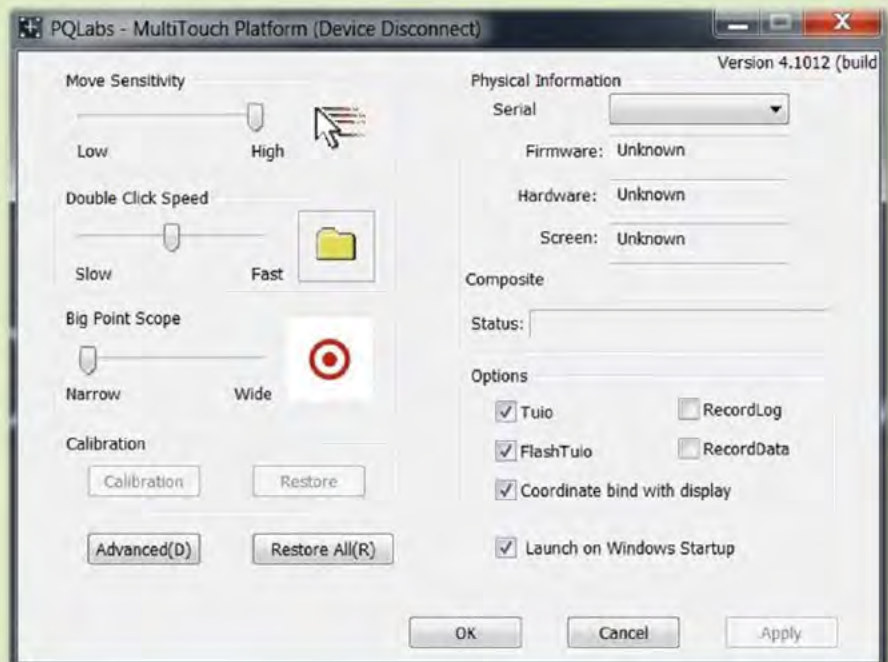 PQLabs - MultiTouch Platform (Device Disconnect)
Version 4.1012 (build
Move Sensitivity
Low High
Double Click Speed
Slow Fast
Big Point Scope
Narrow Wide
Calibration
Calibration Restore
Advanced(D) Restore All(R)
Physical Information
Serial
Firmware: Unknown
Hardware: Unknown
Screen: Unknown
Composite
Status:
Options
Tuio RecordLog
FlashTuio RecordData
Coordinate bind with display
Launch on Windows Startup
OK Cancel Apply